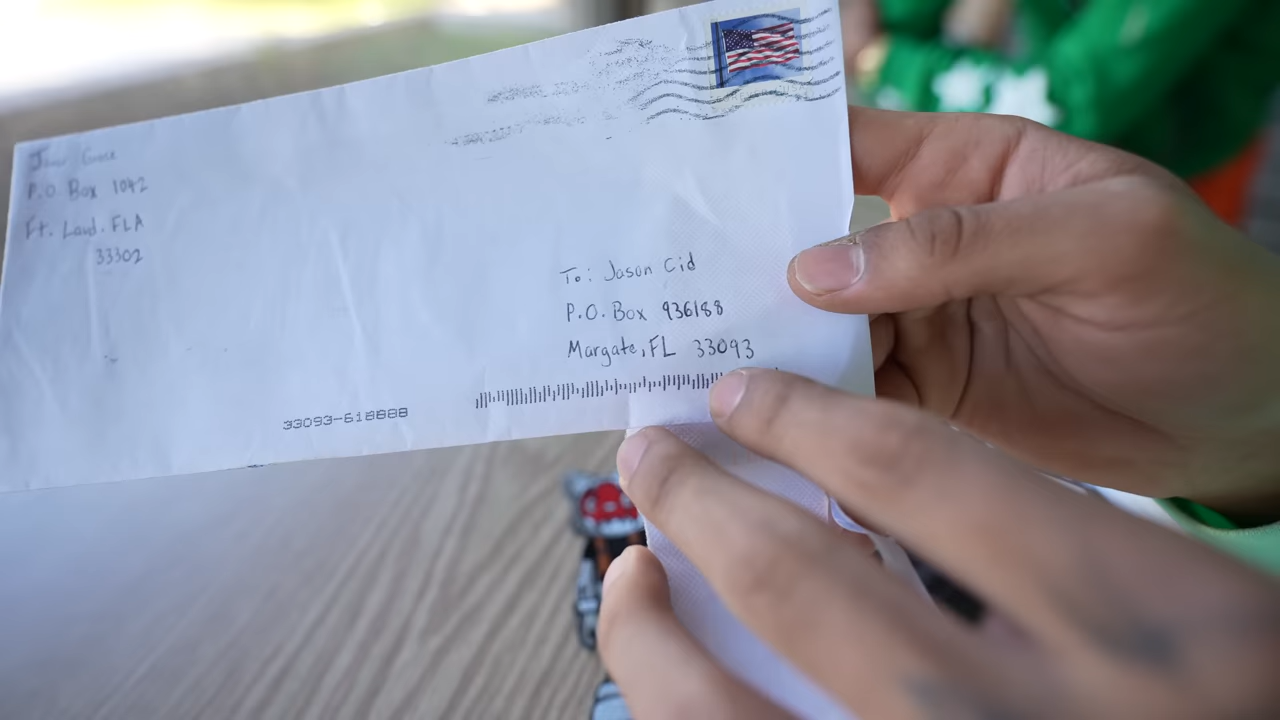 P.O. Box 1042
Ft. Laud. FLA
33302
To: Jason Cid
P.O. Box 936188
Margate, FL 33093
33093-618888